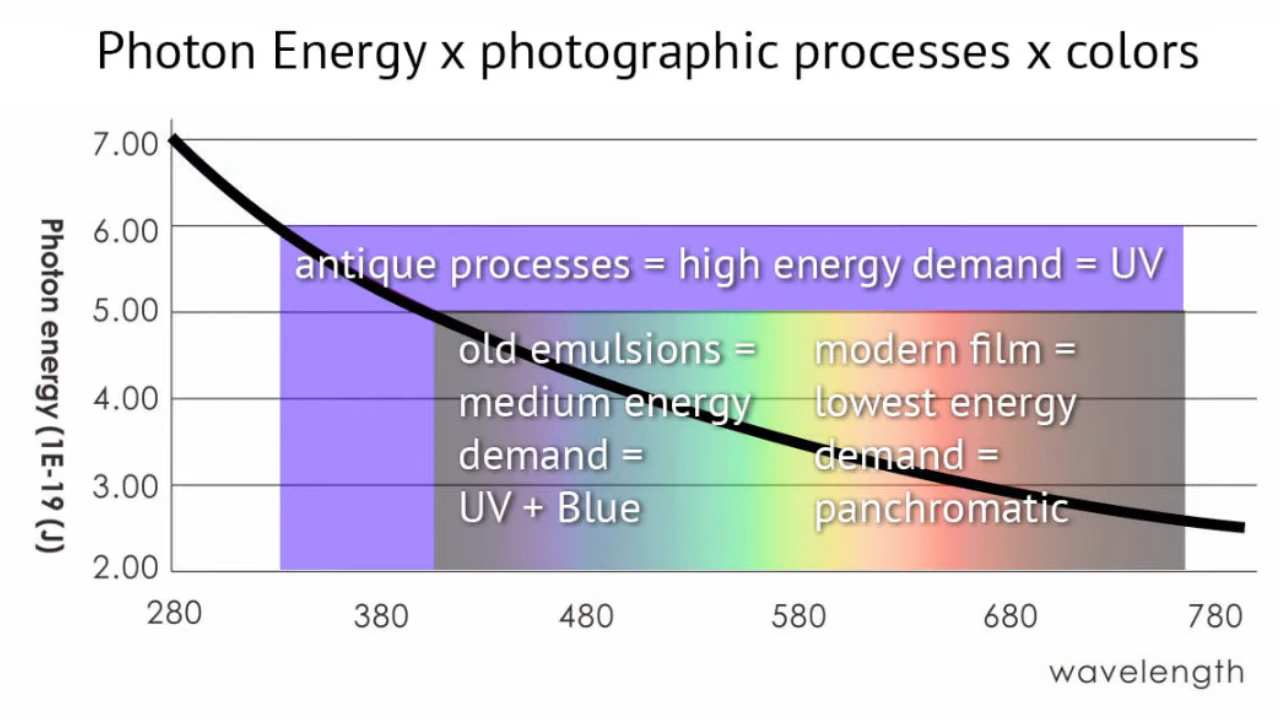 Photon Energy x photographic processes x colors
7.00
6.00
5.00
4.00
3.00
2.00
Photon energy (1E-19 (J)
antique processes = high energy demand = UV
old emulsions =
medium energy
demand =
UV + Blue
modern film =
lowest energy
demand =
panchromatic
280 380 480 580 680 780
wavelength